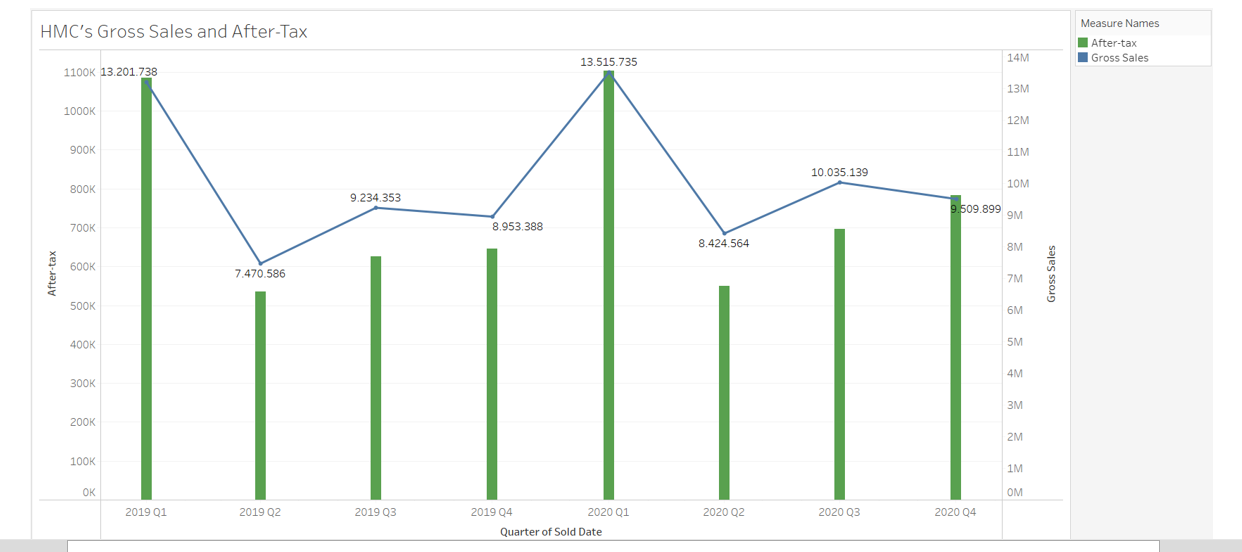 HMC's Gross Sales and After-Tax
Measure Names
After-tax
Gross Sales
1100K
1000K
900K
800K
700K
600K
500K
400K
300K
200K
100K
0K
After-tax
13.201.738
7.470.586
9.234.353
8.953.388
13.515.735
8.424.564
10.035.139
9.509.899
14M
13M
12M
11M
10M
9M
8M
7M
6M
5M
4M
3M
2M
1M
0M
Gross Sales
2019 Q1
2019 Q2
2019 Q3
2019 Q4
2020 Q1
2020 Q2
2020 Q3
2020 Q4
Quarter of Sold Date